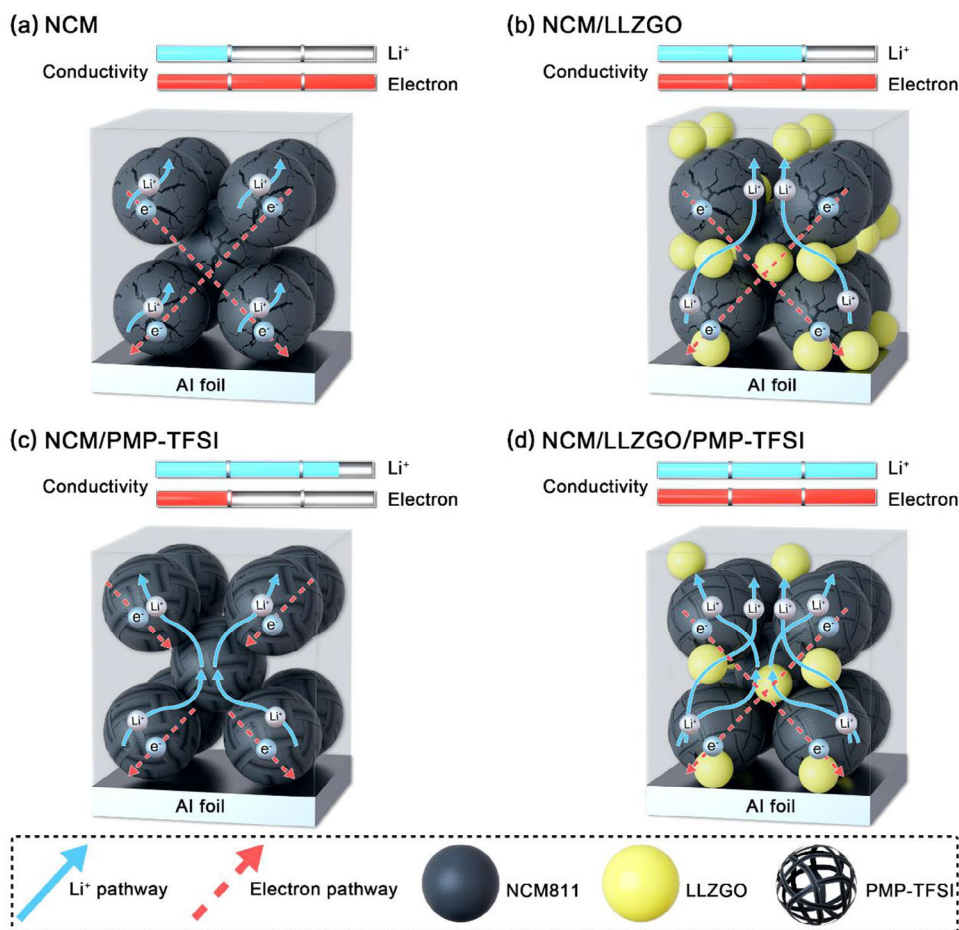 (a) NCM
Conductivity
Li⁺
Electron
Li⁺
Li⁺
e⁻
e⁻
Li⁺
Li⁺
e⁻
e⁻
Al foil
(b) NCM/LLZGO
Conductivity
Li⁺
Electron
Li⁺
Li⁺
e⁻
e⁻
Li⁺
Li⁺
e⁻
e⁻
Al foil
(c) NCM/PMP-TFSI
Conductivity
Li⁺
Electron
Li⁺
Li⁺
e⁻
e⁻
Li⁺
Li⁺
e⁻
e⁻
Al foil
(d) NCM/LLZGO/PMP-TFSI
Conductivity
Li⁺
Electron
Li⁺
Li⁺
Li⁺
Li⁺
e⁻
e⁻
Li⁺
Li⁺
e⁻
e⁻
Al foil
Li⁺ pathway
Electron pathway
NCM811
LLZGO
PMP-TFSI